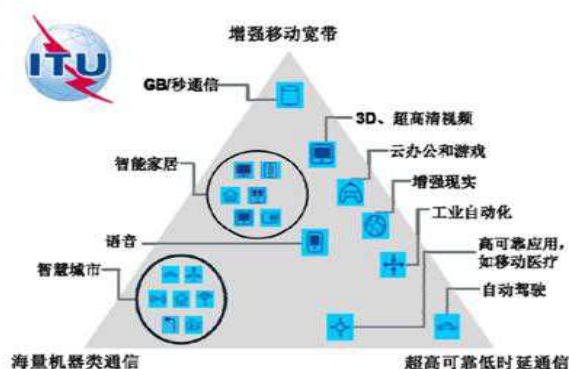 ITU
增强移动宽带
GB/秒通信
3D、超高清视频
云办公和游戏
智能家居
增强现实
工业自动化
语音
高可靠应用,
如移动医疗
智慧城市
自动驾驶
海量机器类通信
超高可靠低时延通信